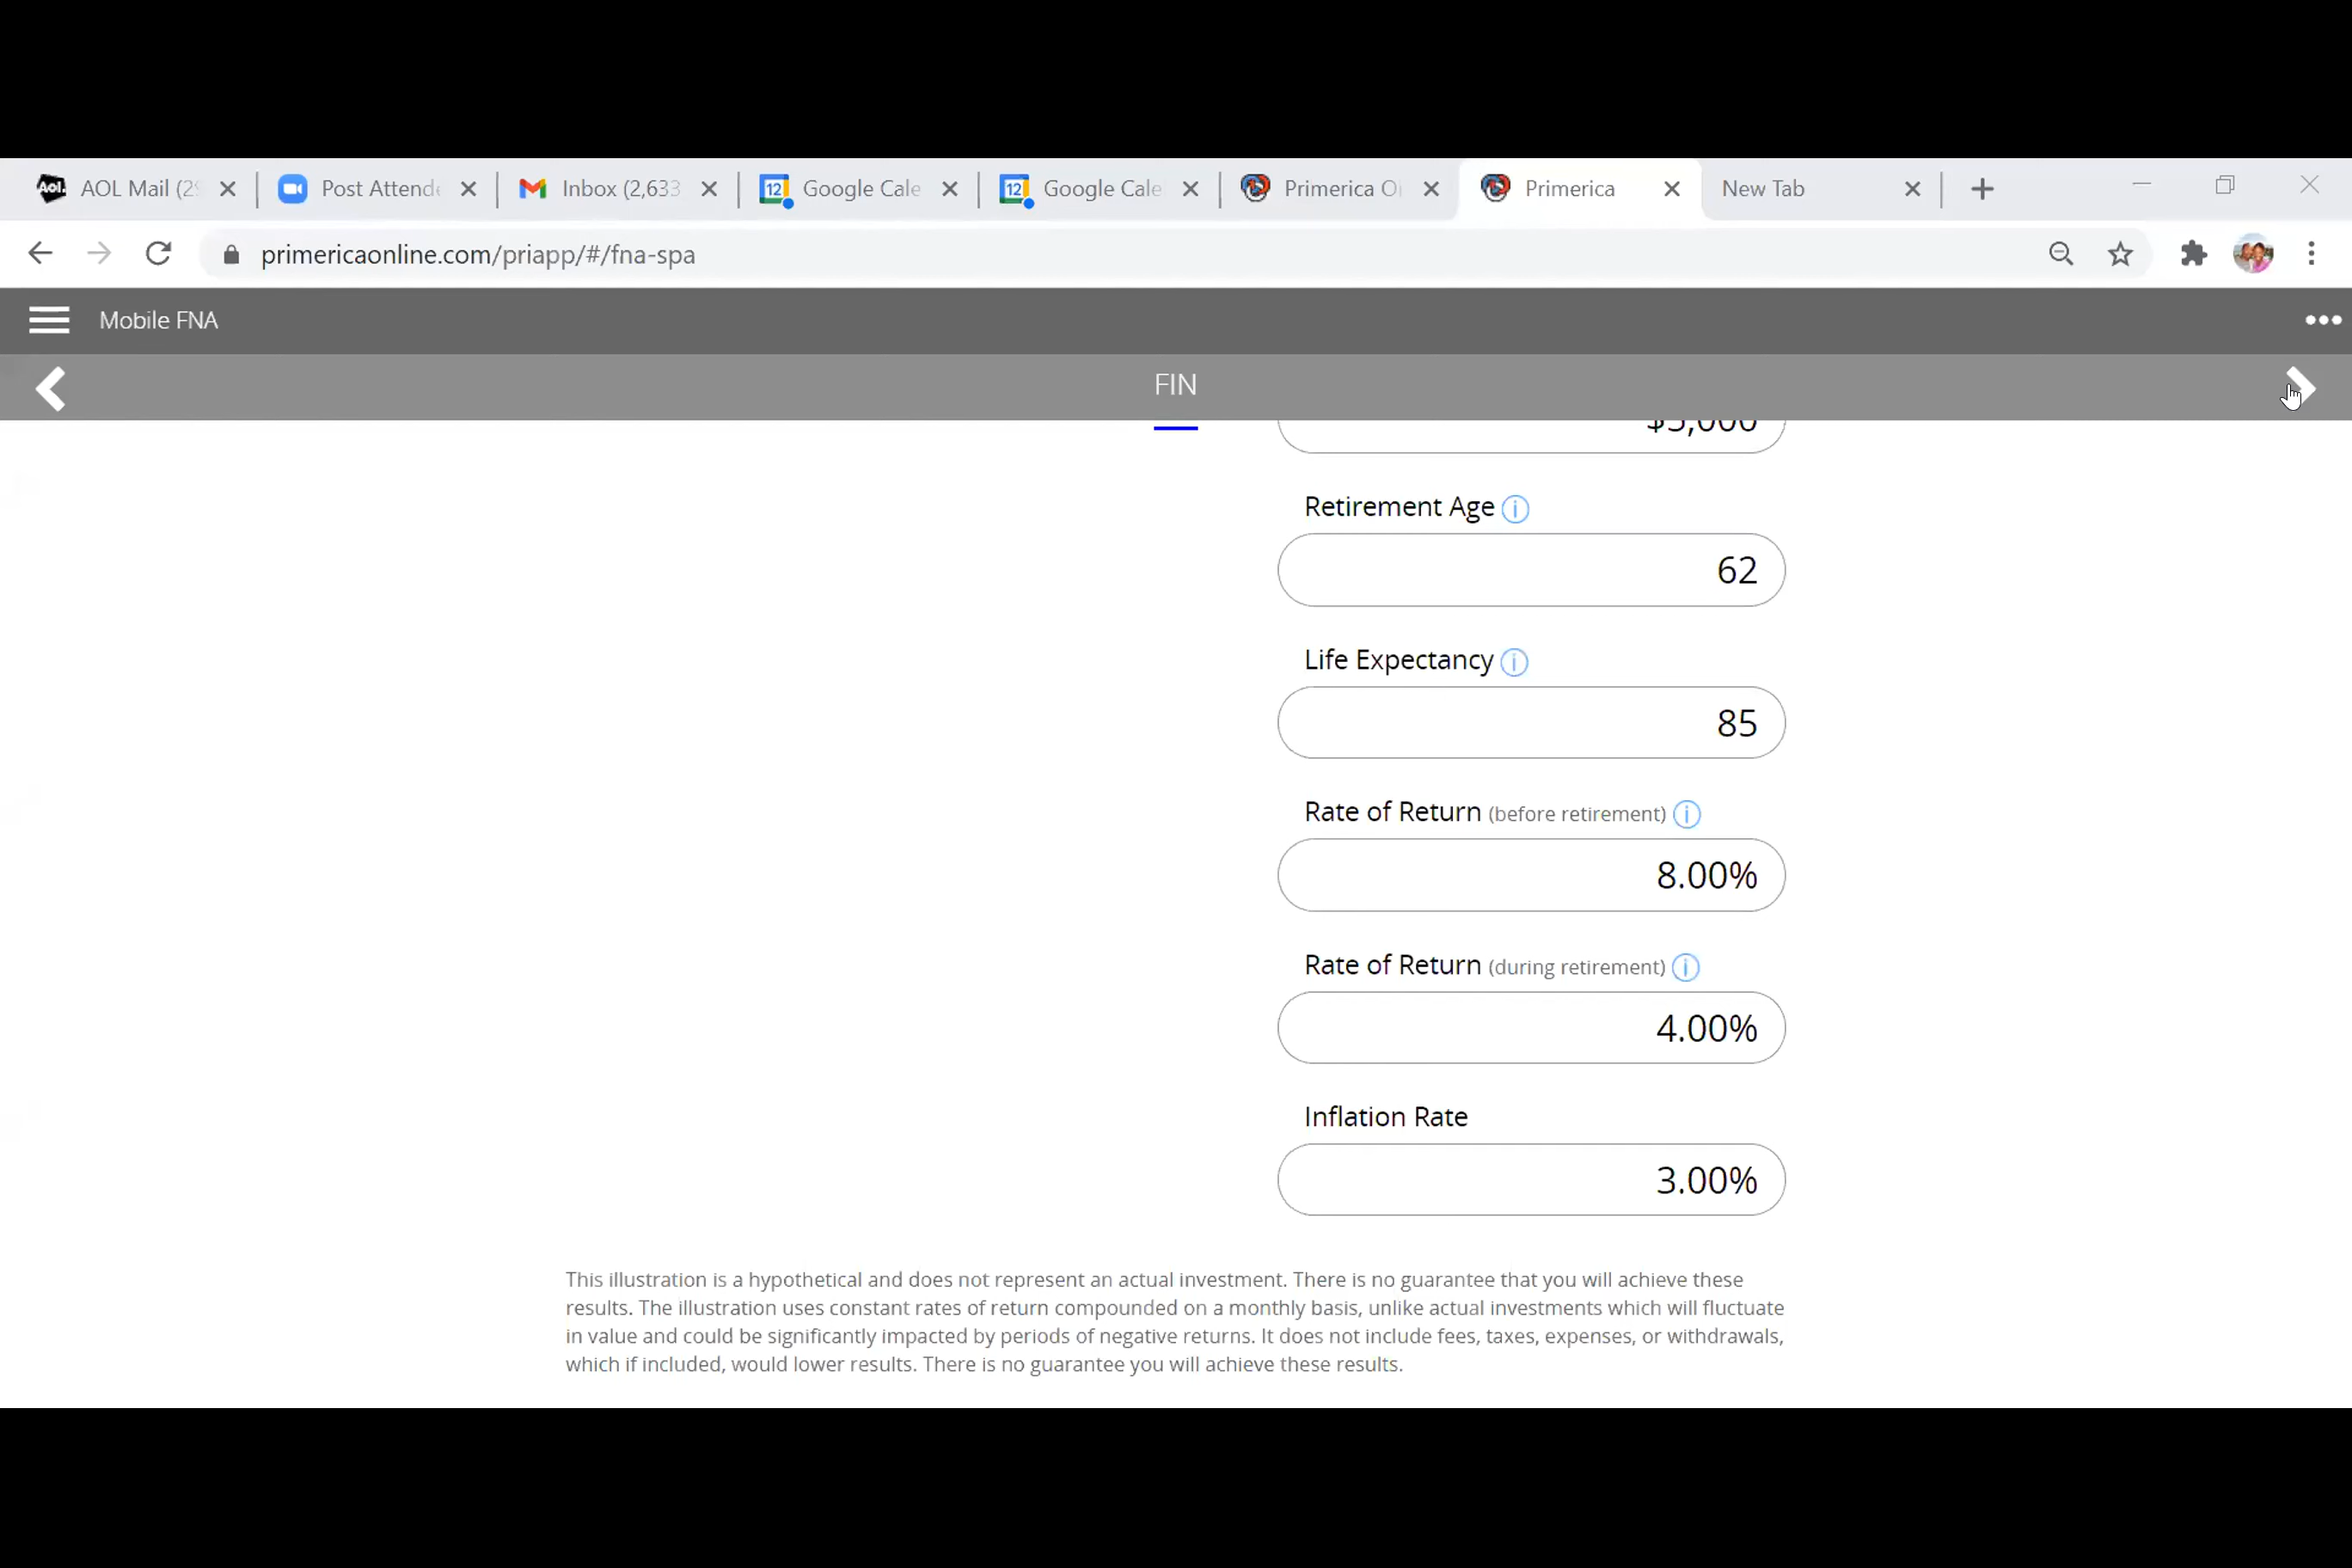 AOL Mail (29
Post Attende
Inbox (2,633
12
Google Cale
12
Google Cale
Primerica O
Primerica
New Tab
primericaonline.com/priapp/#/fna-spa
Mobile FNA
FIN
Retirement Age
62
Life Expectancy
85
Rate of Return (before retirement)
8.00%
Rate of Return (during retirement)
4.00%
Inflation Rate
3.00%
This illustration is a hypothetical and does not represent an actual investment. There is no guarantee that you will achieve these
results. The illustration uses constant rates of return compounded on a monthly basis, unlike actual investments which will fluctuate
in value and could be significantly impacted by periods of negative returns. It does not include fees, taxes, expenses, or withdrawals,
which if included, would lower results. There is no guarantee you will achieve these results.